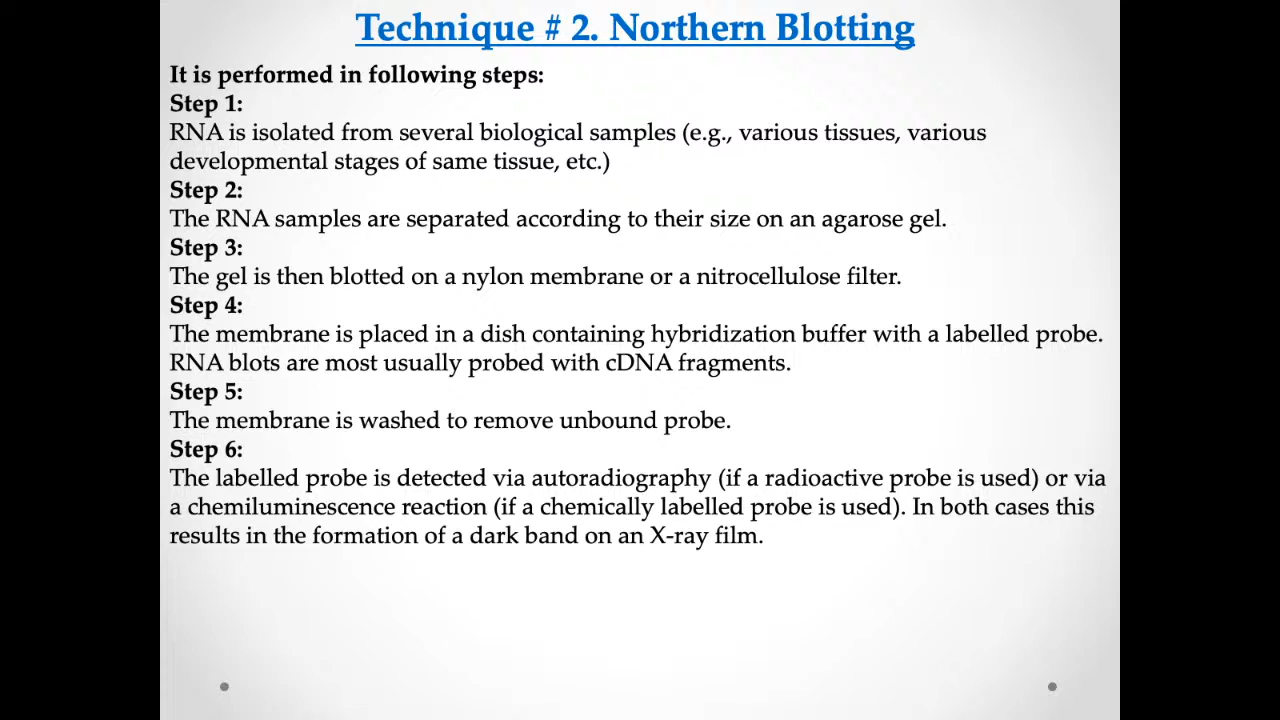 Technique # 2. Northern Blotting
It is performed in following steps:
Step 1:
RNA is isolated from several biological samples (e.g., various tissues, various
developmental stages of same tissue, etc.)
Step 2:
The RNA samples are separated according to their size on an agarose gel.
Step 3:
The gel is then blotted on a nylon membrane or a nitrocellulose filter.
Step 4:
The membrane is placed in a dish containing hybridization buffer with a labelled probe.
RNA blots are most usually probed with cDNA fragments.
Step 5:
The membrane is washed to remove unbound probe.
Step 6:
The labelled probe is detected via autoradiography (if a radioactive probe is used) or via
a chemiluminescence reaction (if a chemically labelled probe is used). In both cases this
results in the formation of a dark band on an X-ray film.